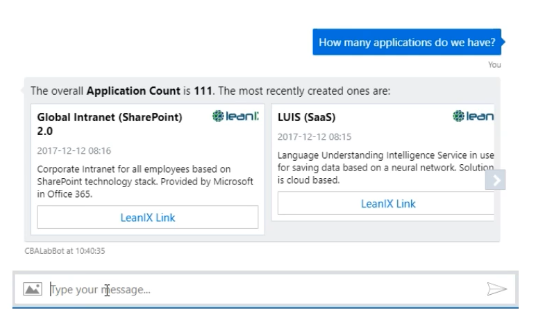 How many applications do we have?
You
The overall Application Count is 111. The most recently created ones are:
Global Intranet (SharePoint)
2.0
leanIX
2017-12-12 08:16
Corporate Intranet for all employees based on
SharePoint technology stack. Provided by Microsoft
in Office 365.
LeanIX Link
LUIS (SaaS)
lean
2017-12-12 08:15
Language Understanding Intelligence Service in use
for saving data based on a neural network. Solution
is cloud based.
LeanIX Link
CBALabBot at 10:40:35
Type your message...